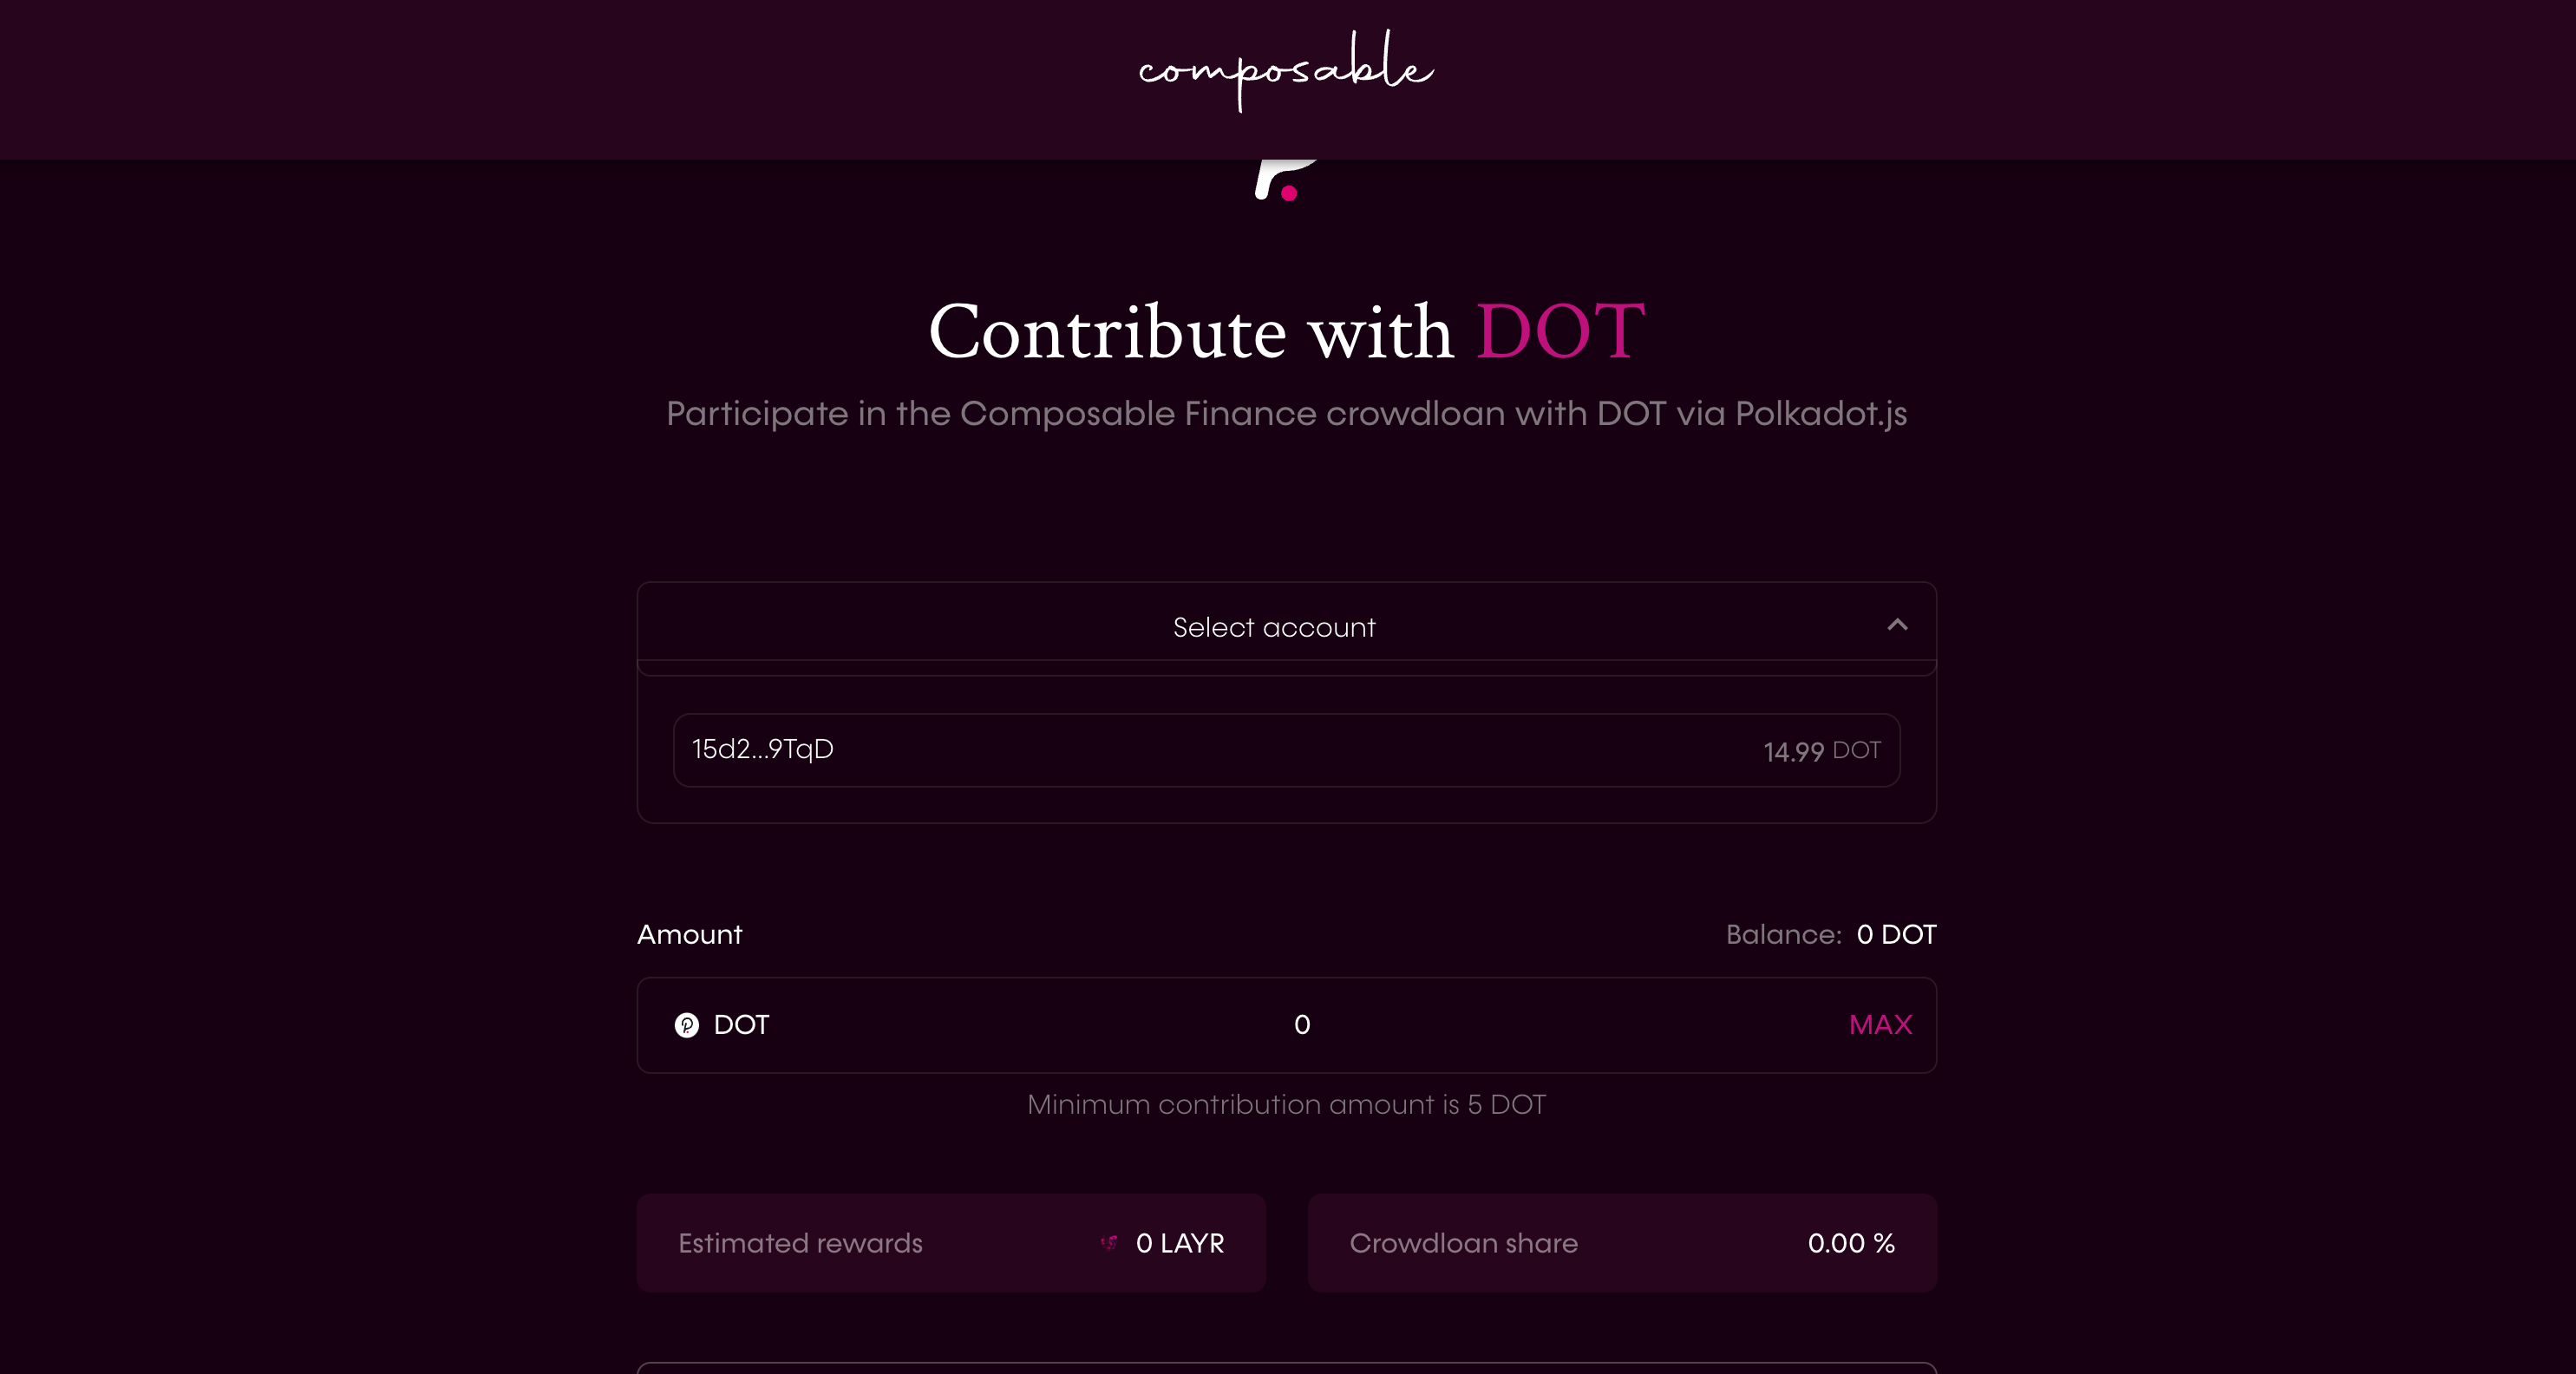 composable
Contribute with DOT
Participate in the Composable Finance crowdloan with DOT via Polkadot.js
Select account
15d2...9TqD 14.99 DOT
Amount Balance: 0 DOT
DOT 0 MAX
Minimum contribution amount is 5 DOT
Estimated rewards 0 LAYR Crowdloan share 0.00 %